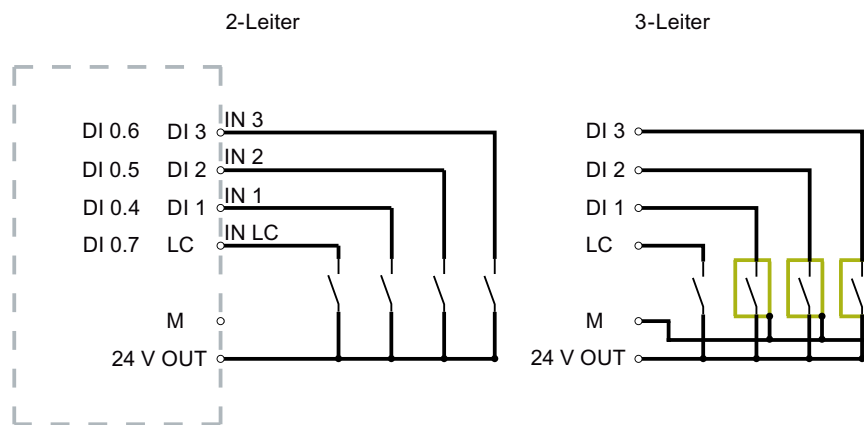 2-Leiter 3-Leiter
DI 0.6 DI 3 IN 3 DI 3
DI 0.5 DI 2 IN 2 DI 2
DI 0.4 DI 1 IN 1 DI 1
DI 0.7 LC IN LC LC
M M
24 V OUT 24 V OUT